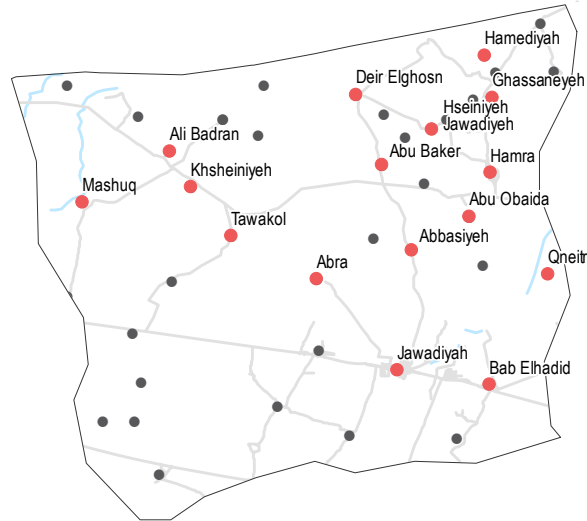 Hamediyah
Deir Elghosn
Ghassaneyeh
Hseiniyeh
Jawadiyeh
Ali Badran
Abu Baker
Hamra
Khsheiniyeh
Mashuq
Abu Obaida
Tawakol
Abbasiyeh
Qneitr
Abra
Jawadiyah
Bab Elhadid